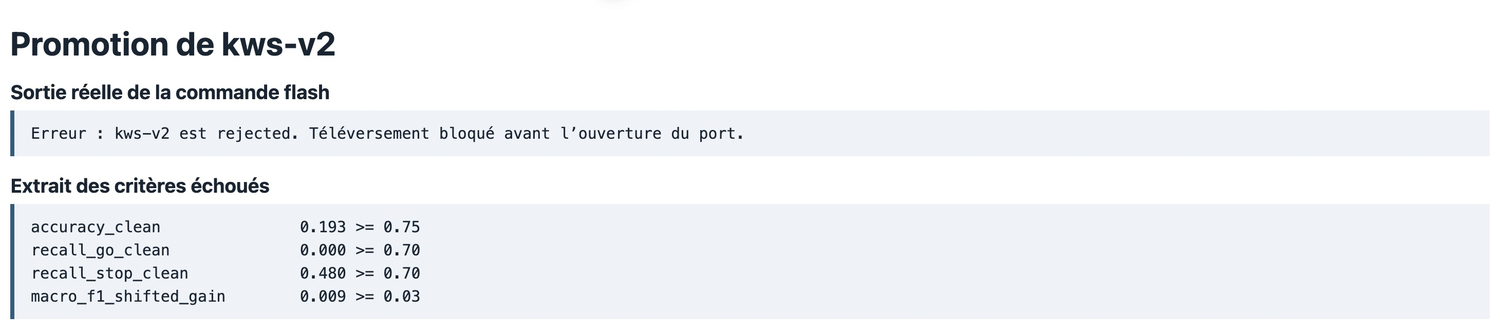 Promotion de kws-v2
Sortie réelle de la commande flash
Erreur : kws-v2 est rejected. Téléversement bloqué avant l’ouverture du port.
Extrait des critères échoués
accuracy_clean 0.193 >= 0.75
recall_go_clean 0.000 >= 0.70
recall_stop_clean 0.480 >= 0.70
macro_f1_shifted_gain 0.009 >= 0.03